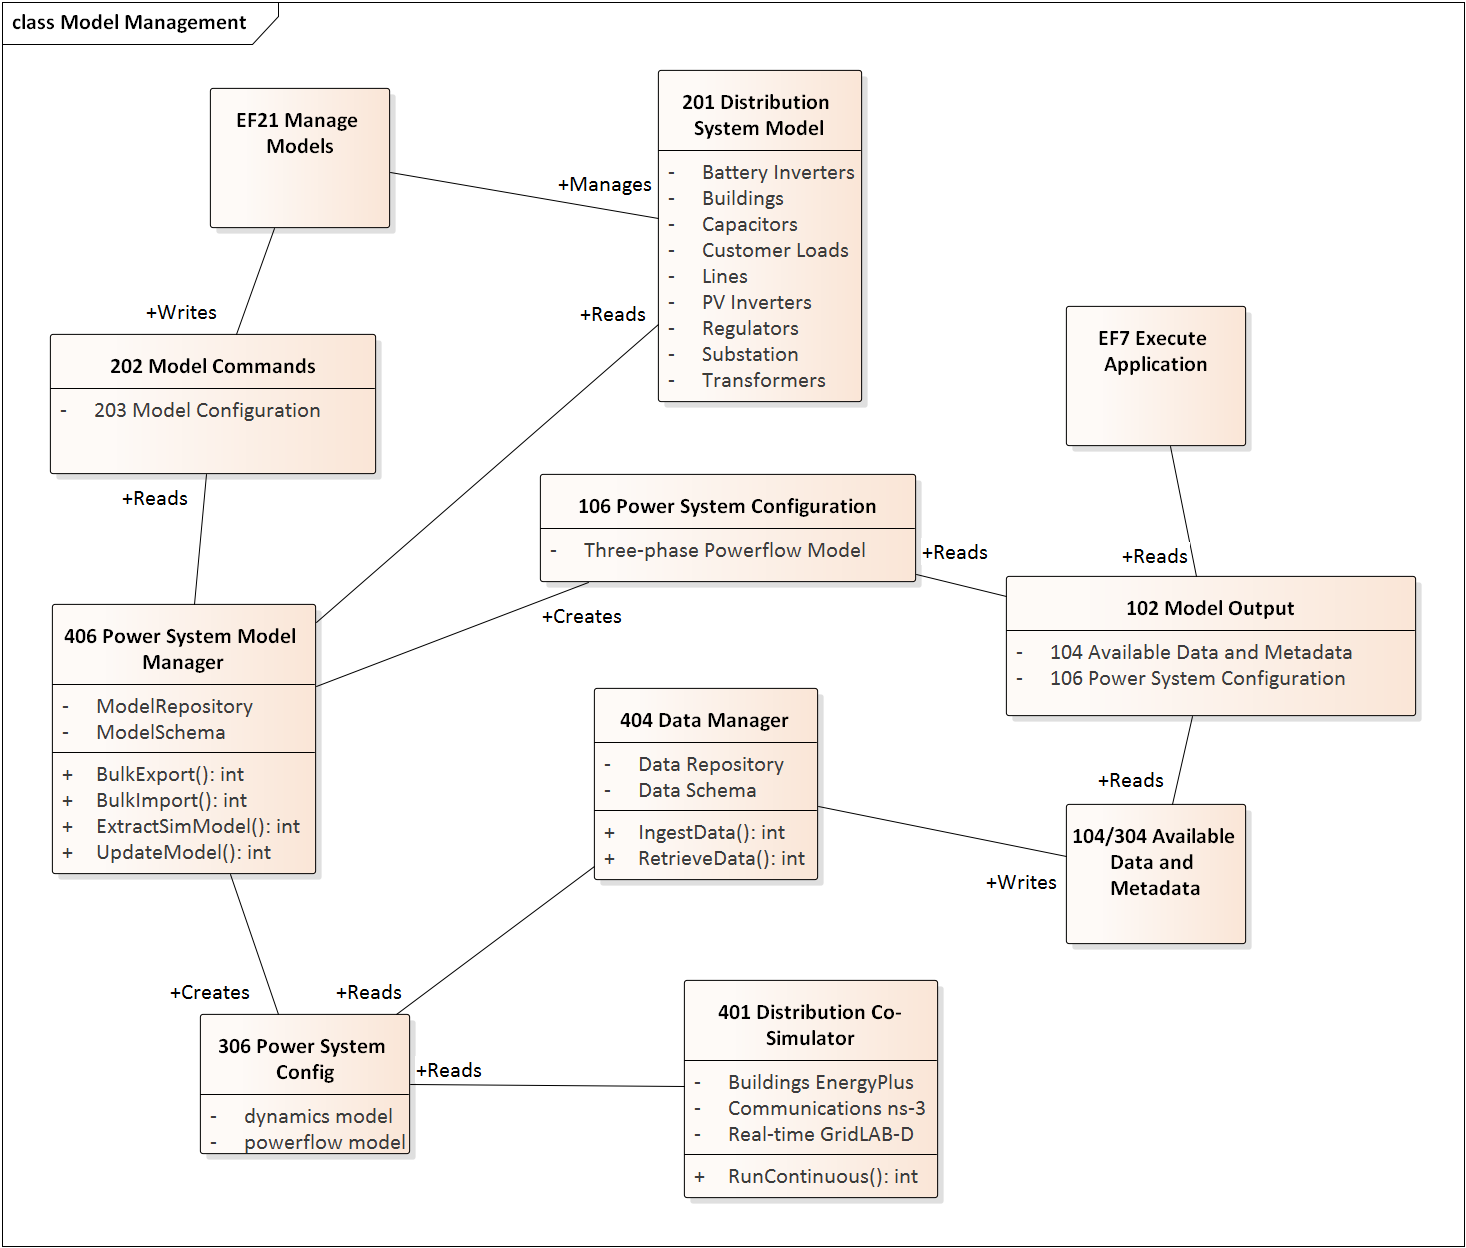 class Model Management
EF21 Manage
Models
201 Distribution
System Model
- Battery Inverters
- Buildings
- Capacitors
- Customer Loads
- Lines
- PV Inverters
- Regulators
- Substation
- Transformers
+Manages
+Writes
+Reads
202 Model Commands
- 203 Model Configuration
+Reads
EF7 Execute
Application
106 Power System Configuration
- Three-phase Powerflow Model
+Reads
+Reads
+Creates
102 Model Output
- 104 Available Data and Metadata
- 106 Power System Configuration
406 Power System Model
Manager
- ModelRepository
- ModelSchema
+ BulkExport(): int
+ BulkImport(): int
+ ExtractSimModel(): int
+ UpdateModel(): int
404 Data Manager
- Data Repository
- Data Schema
+ IngestData(): int
+ RetrieveData(): int
+Reads
104/304 Available
Data and
Metadata
+Writes
+Creates
+Reads
306 Power System
Config
- dynamics model
- powerflow model
+Reads
401 Distribution Co-
Simulator
- Buildings EnergyPlus
- Communications ns-3
- Real-time GridLAB-D
+ RunContinuous(): int